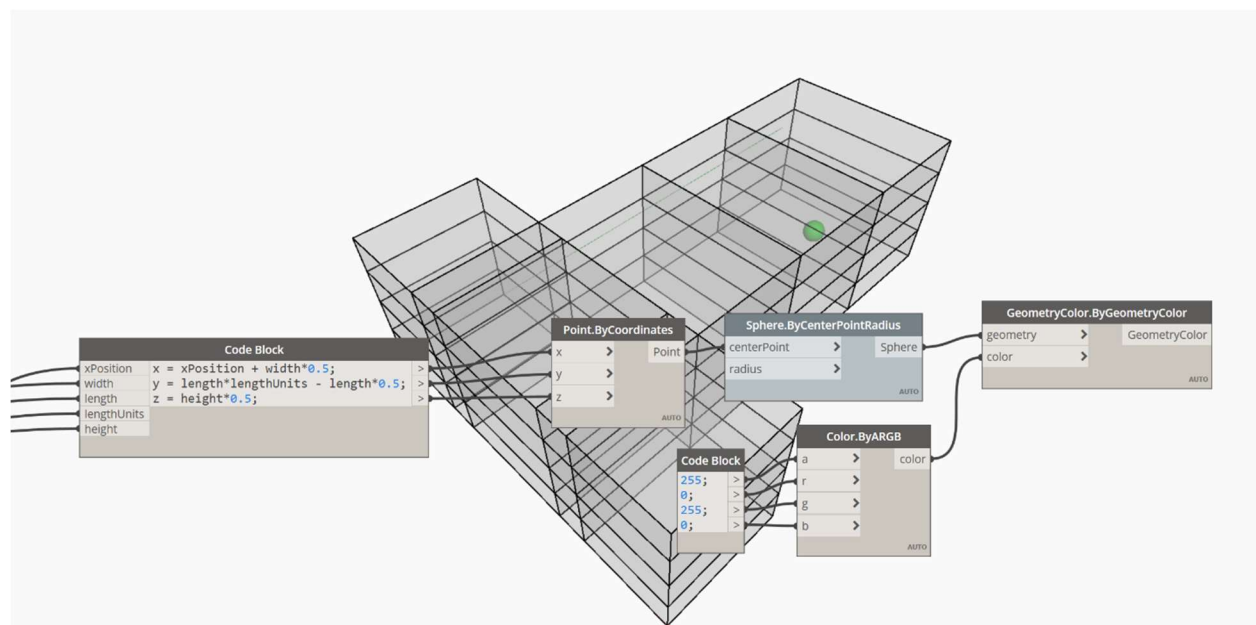 Code Block
xPosition x = xPosition + width*0.5; >
width y = length*lengthUnits - length*0.5; >
length z = height*0.5; >
lengthUnits
height
Point.ByCoordinates
x > Point
y >
z >
AUTO
Sphere.ByCenterPointRadius
centerPoint > Sphere
radius >
AUTO
GeometryColor.ByGeometryColor
geometry > GeometryColor
color >
AUTO
Code Block
255; >
0; >
255; >
0; >
Color.ByARGB
a > color
r >
g >
b >
AUTO